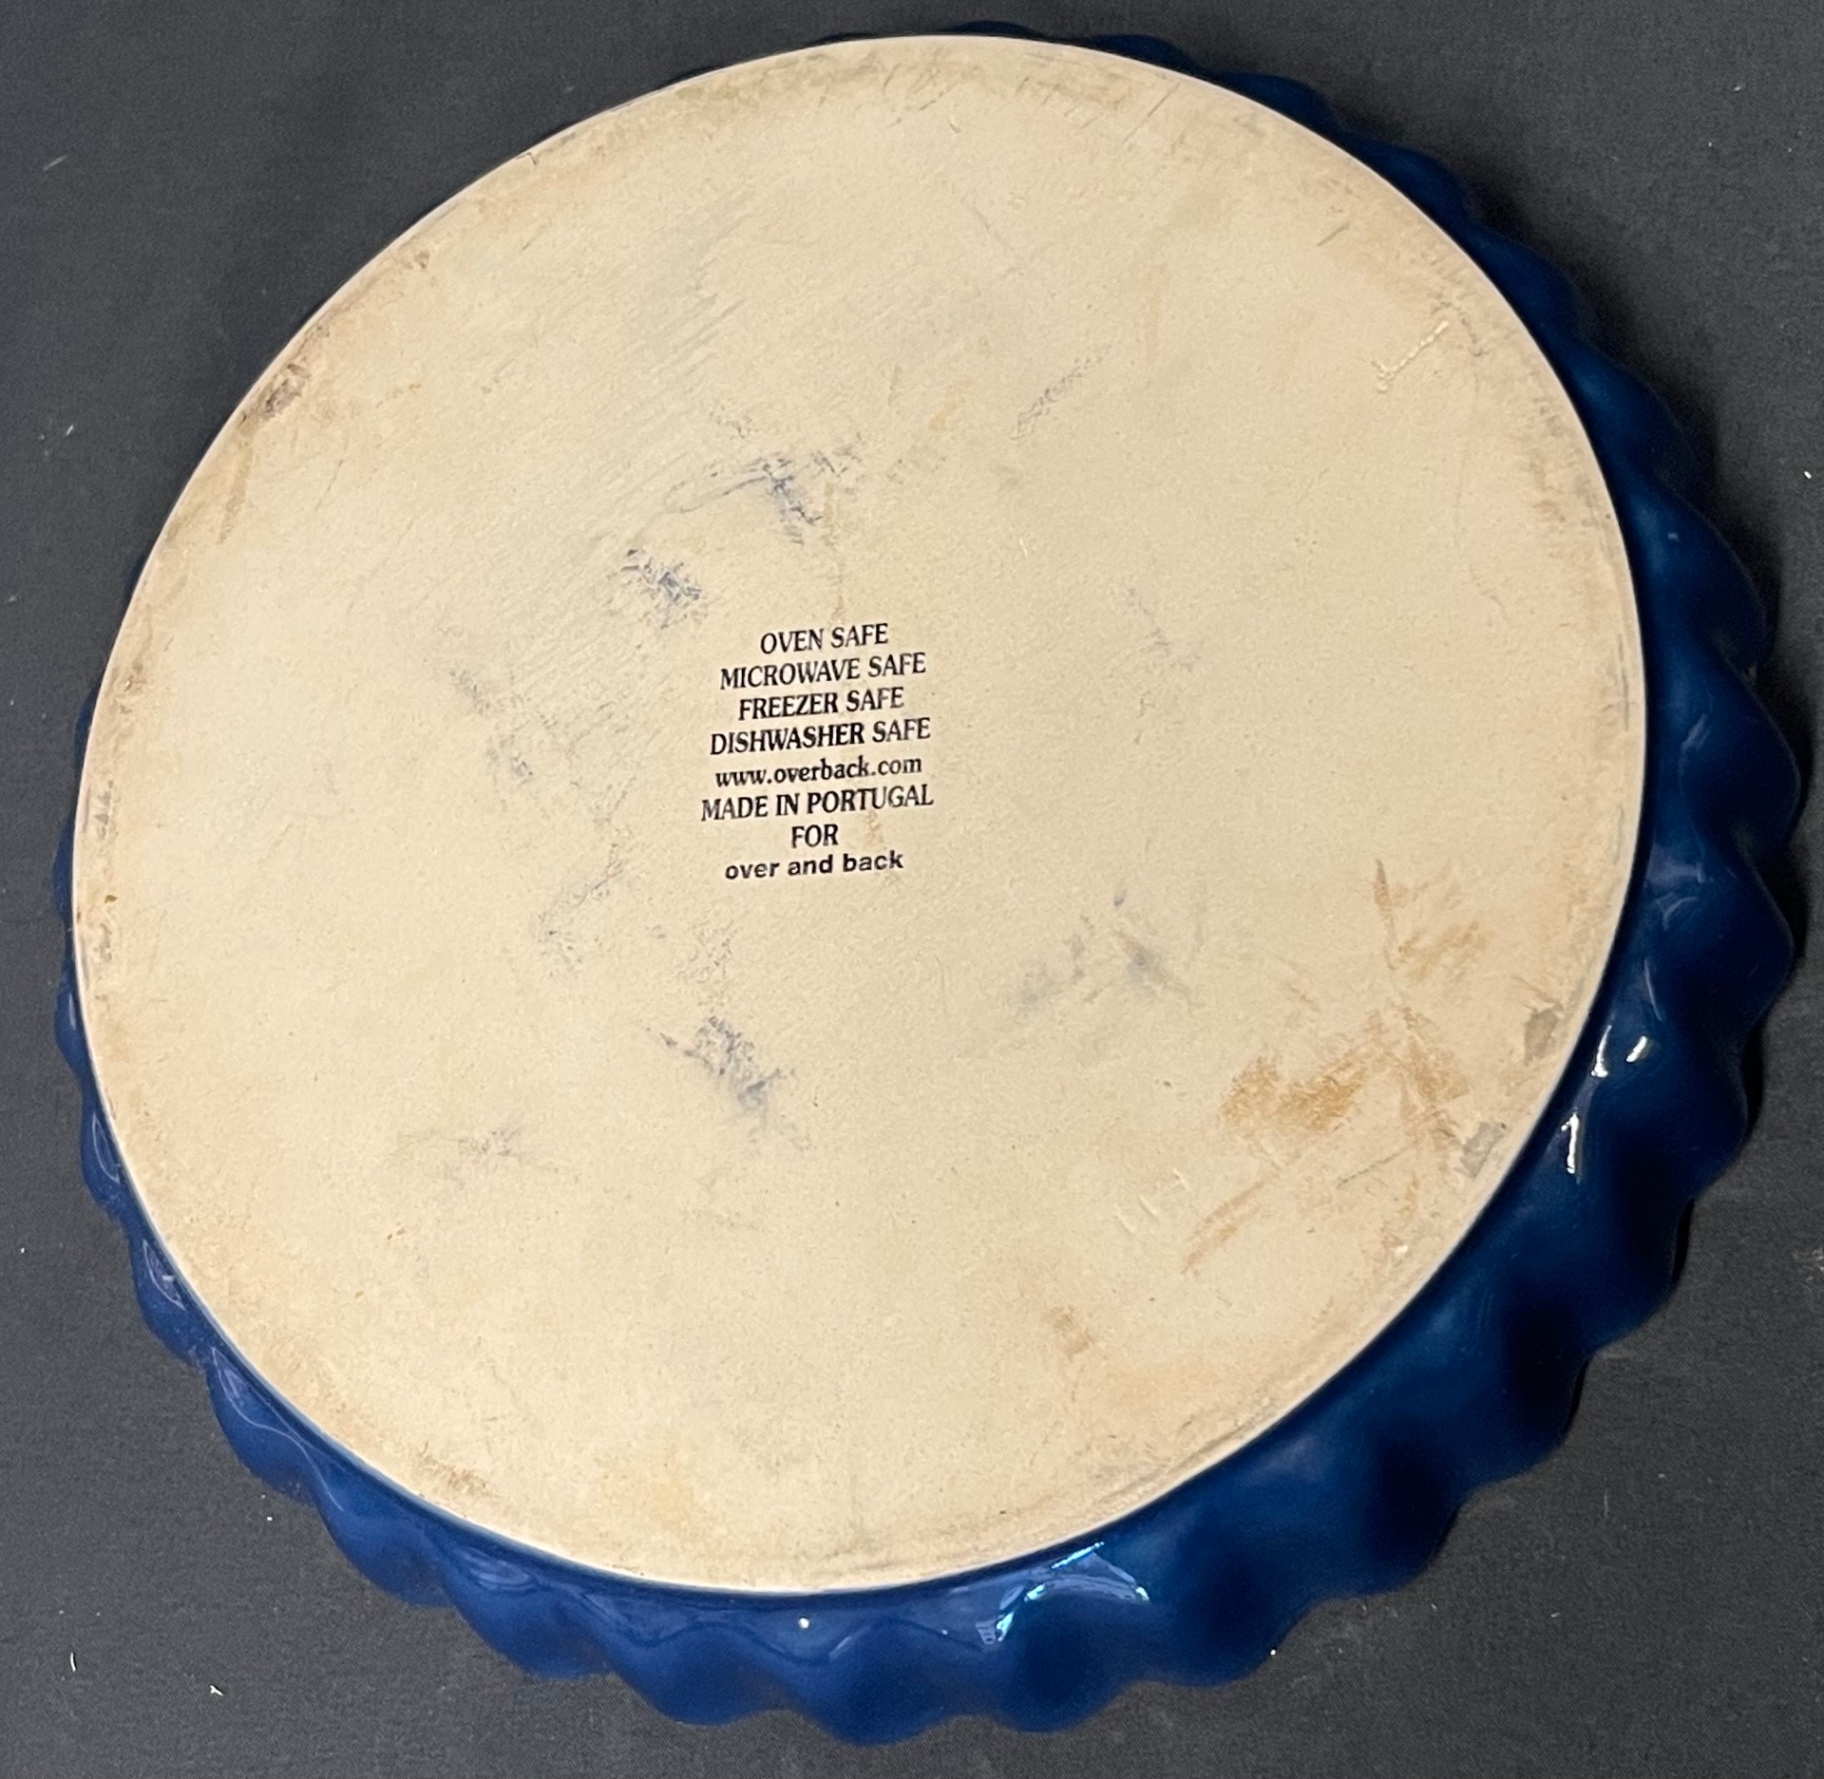 OVEN SAFE
MICROWAVE SAFE
FREEZER SAFE
DISHWASHER SAFE
www.overback.com
MADE IN PORTUGAL
FOR
over and back